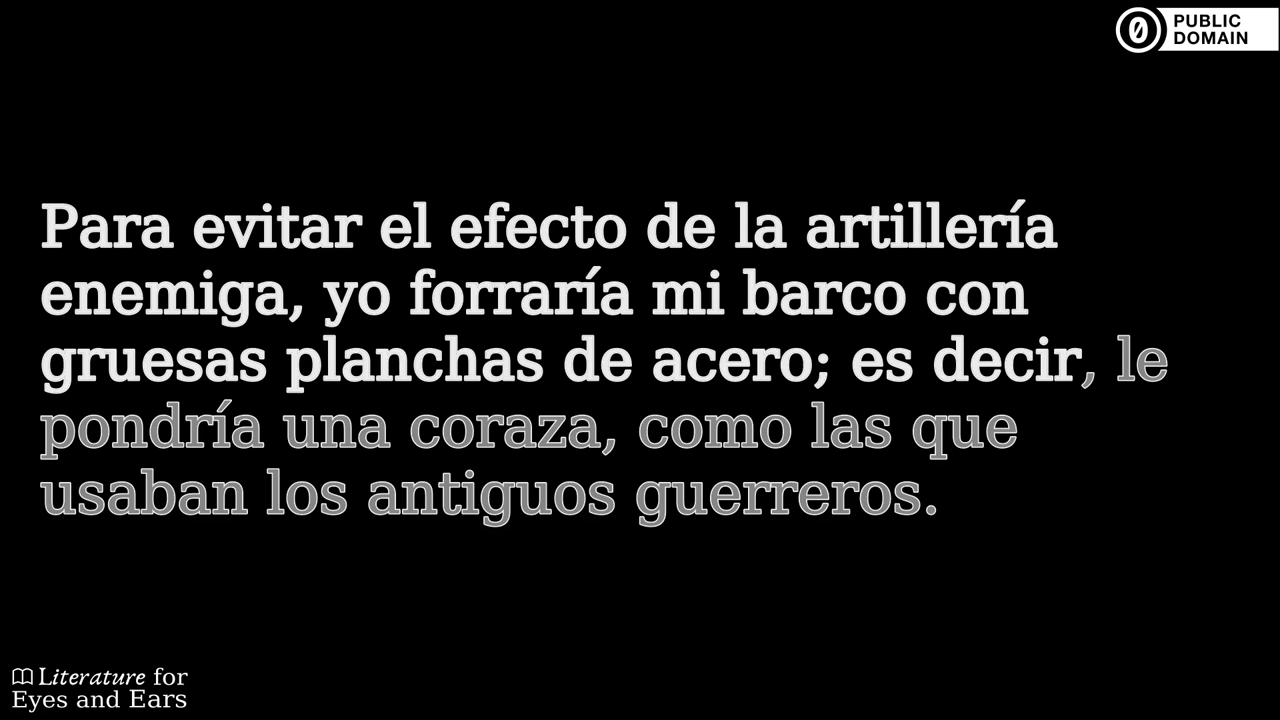 PUBLIC
DOMAIN
Para evitar el efecto de la artillería
enemiga, yo forraría mi barco con
gruesas planchas de acero; es decir, le
pondría una coraza, como las que
usaban los antiguos guerreros.
Literature for
Eyes and Ears